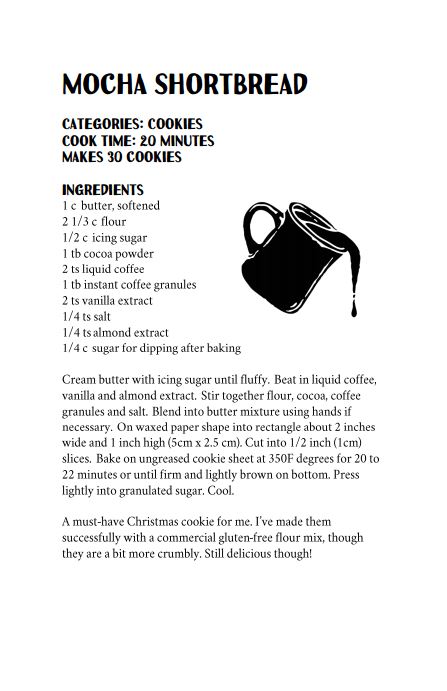 MOCHA SHORTBREAD
CATEGORIES: COOKIES
COOK TIME: 20 MINUTES
MAKES 30 COOKIES
INGREDIENTS
1 c butter, softened
2 1/3 c flour
1/2 c icing sugar
1 tb cocoa powder
2 ts liquid coffee
1 tb instant coffee granules
2 ts vanilla extract
1/4 ts salt
1/4 ts almond extract
1/4 c sugar for dipping after baking
Cream butter with icing sugar until fluffy. Beat in liquid coffee,
vanilla and almond extract. Stir together flour, cocoa, coffee
granules and salt. Blend into butter mixture using hands if
necessary. On waxed paper shape into rectangle about 2 inches
wide and 1 inch high (5cm x 2.5 cm). Cut into 1/2 inch (1cm)
slices. Bake on ungreased cookie sheet at 350F degrees for 20 to
22 minutes or until firm and lightly brown on bottom. Press
lightly into granulated sugar. Cool.
A must-have Christmas cookie for me. I've made them
successfully with a commercial gluten-free flour mix, though
they are a bit more crumbly. Still delicious though!